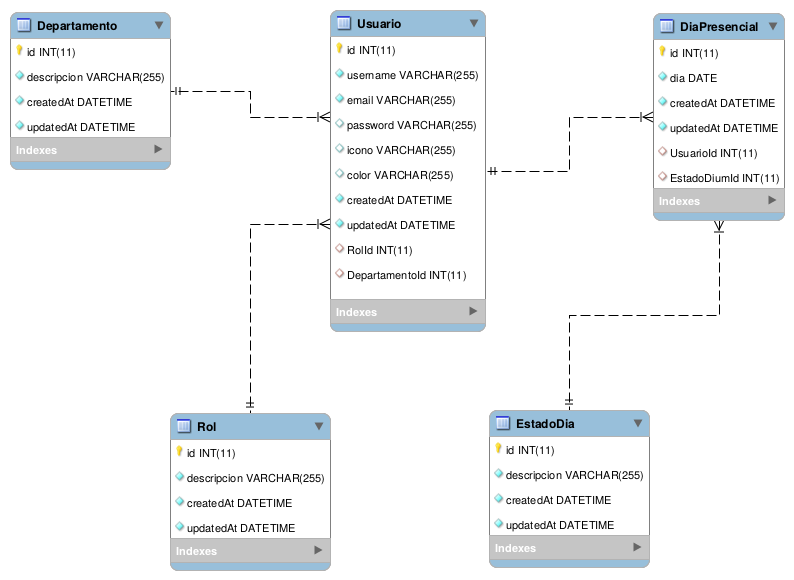 Departamento
id INT(11)
descripcion VARCHAR(255)
createdAt DATETIME
updatedAt DATETIME
Indexes
Usuario
id INT(11)
username VARCHAR(255)
email VARCHAR(255)
password VARCHAR(255)
icono VARCHAR(255)
color VARCHAR(255)
createdAt DATETIME
updatedAt DATETIME
RolId INT(11)
DepartamentoId INT(11)
Indexes
DiaPresencial
id INT(11)
dia DATE
createdAt DATETIME
updatedAt DATETIME
UsuarioId INT(11)
EstadoDiumId INT(11)
Indexes
Rol
id INT(11)
descripcion VARCHAR(255)
createdAt DATETIME
updatedAt DATETIME
Indexes
EstadoDia
id INT(11)
descripcion VARCHAR(255)
createdAt DATETIME
updatedAt DATETIME
Indexes